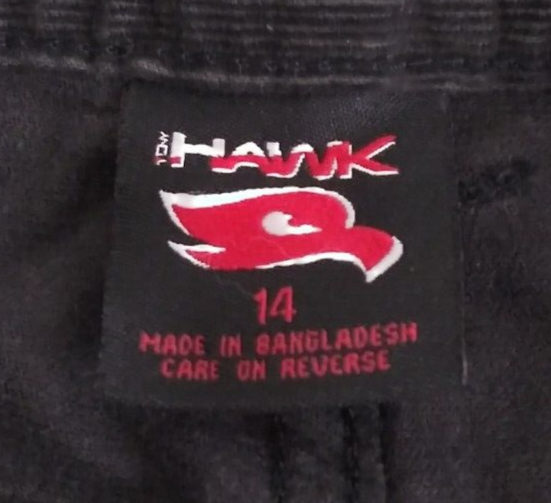 TONY HAWK
14
MADE IN BANGLADESH
CARE ON REVERSE